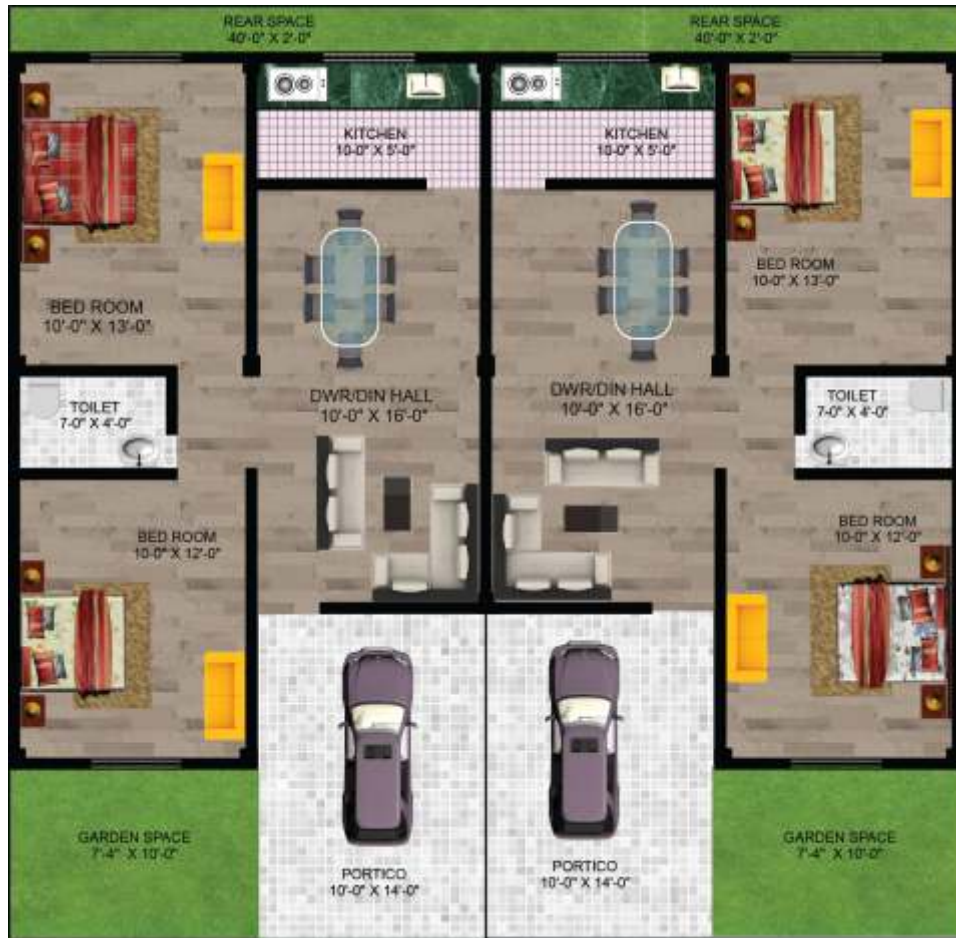 REAR SPACE
40'-0" X 2'-0"
REAR SPACE
40'-0" X 2'-0"
KITCHEN
10-0" X 5'-0"
KITCHEN
10-0" X 5'-0"
BED ROOM
10'-0" X 13'-0"
BED ROOM
10-0" X 13'-0"
DWR/DIN HALL
10'-0" X 16'-0"
DWR/DIN HALL
10'-0" X 16'-0"
TOILET
7-0" X 4'-0"
TOILET
7-0" X 4'-0"
BED ROOM
10-0" X 12'-0"
BED ROOM
10-0" X 12'-0"
GARDEN SPACE
7'-4" X 10'-0"
PORTICO
10'-0" X 14'-0"
PORTICO
10'-0" X 14'-0"
GARDEN SPACE
7'-4" X 10'-0"